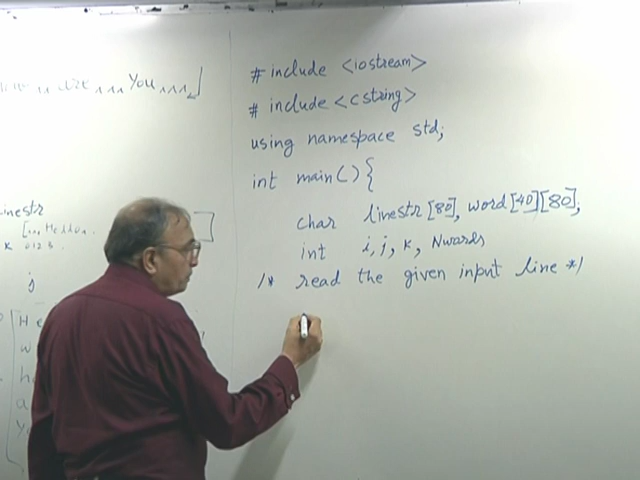 You
# include <iostream>
# include <cstring>
using namespace std;
int main(){
char linestr[80], word[40][80];
int i, j, k, Nwords
/* read the given input line */